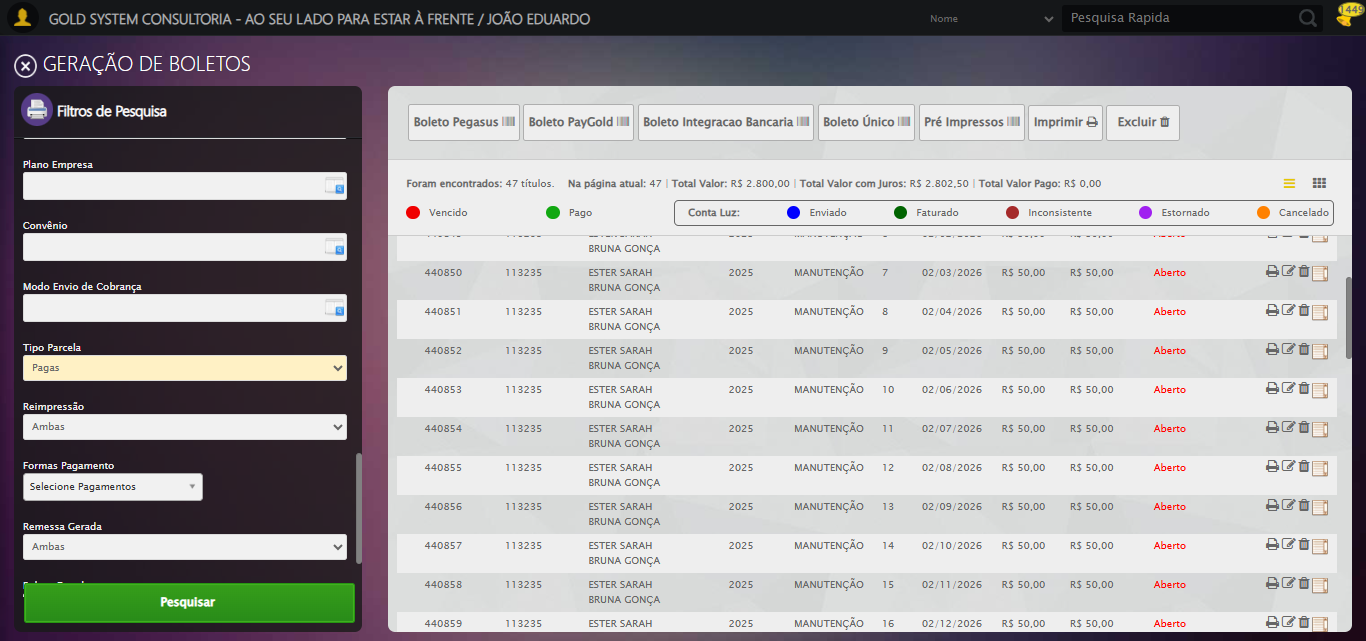 GOLD SYSTEM CONSULTORIA - AO SEU LADO PARA ESTAR À FRENTE / JOÃO EDUARDO
Nome
Pesquisa Rapida
1449
GERAÇÃO DE BOLETOS
Filtros de Pesquisa
Plano Empresa
Convênio
Modo Envio de Cobrança
Tipo Parcela
Pagas
Reimpressão
Ambas
Formas Pagamento
Selecione Pagamentos
Remessa Gerada
Ambas
Pesquisar
Boleto Pegasus
Boleto PayGold
Boleto Integracao Bancaria
Boleto Único
Pré Impressos
Imprimir
Excluir
Foram encontrados: 47 títulos. Na página atual: 47 | Total Valor: R$ 2.800,00 | Total Valor com Juros: R$ 2.802,50 | Total Valor Pago: R$ 0,00
Vencido Pago Conta Luz: Enviado Faturado Inconsistente Estornado Cancelado
BRUNA GONÇA
440850 113235 ESTER SARAH 2025 MANUTENÇÃO 7 02/03/2026 R$ 50,00 R$ 50,00 Aberto
BRUNA GONÇA
440851 113235 ESTER SARAH 2025 MANUTENÇÃO 8 02/04/2026 R$ 50,00 R$ 50,00 Aberto
BRUNA GONÇA
440852 113235 ESTER SARAH 2025 MANUTENÇÃO 9 02/05/2026 R$ 50,00 R$ 50,00 Aberto
BRUNA GONÇA
440853 113235 ESTER SARAH 2025 MANUTENÇÃO 10 02/06/2026 R$ 50,00 R$ 50,00 Aberto
BRUNA GONÇA
440854 113235 ESTER SARAH 2025 MANUTENÇÃO 11 02/07/2026 R$ 50,00 R$ 50,00 Aberto
BRUNA GONÇA
440855 113235 ESTER SARAH 2025 MANUTENÇÃO 12 02/08/2026 R$ 50,00 R$ 50,00 Aberto
BRUNA GONÇA
440856 113235 ESTER SARAH 2025 MANUTENÇÃO 13 02/09/2026 R$ 50,00 R$ 50,00 Aberto
BRUNA GONÇA
440857 113235 ESTER SARAH 2025 MANUTENÇÃO 14 02/10/2026 R$ 50,00 R$ 50,00 Aberto
BRUNA GONÇA
440858 113235 ESTER SARAH 2025 MANUTENÇÃO 15 02/11/2026 R$ 50,00 R$ 50,00 Aberto
BRUNA GONÇA
440859 113235 ESTER SARAH 2025 MANUTENÇÃO 16 02/12/2026 R$ 50,00 R$ 50,00 Aberto